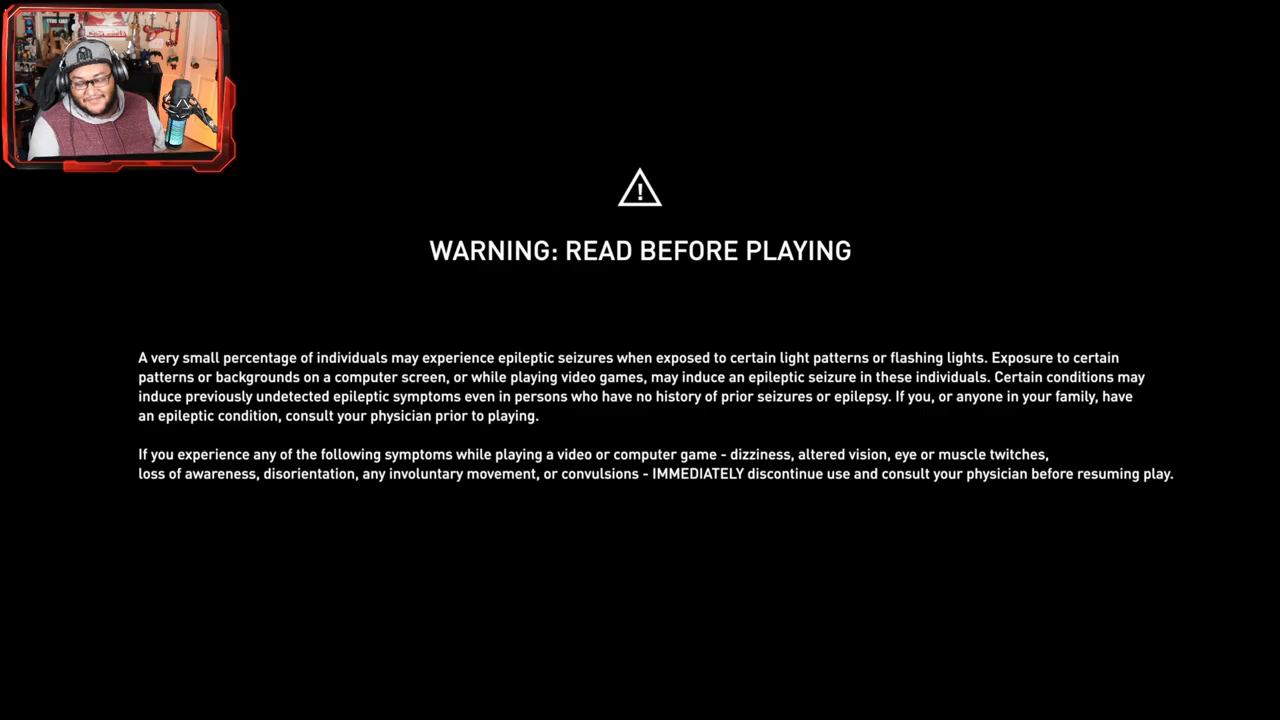 WARNING: READ BEFORE PLAYING
A very small percentage of individuals may experience epileptic seizures when exposed to certain light patterns or flashing lights. Exposure to certain
patterns or backgrounds on a computer screen, or while playing video games, may induce an epileptic seizure in these individuals. Certain conditions may
induce previously undetected epileptic symptoms even in persons who have no history of prior seizures or epilepsy. If you, or anyone in your family, have
an epileptic condition, consult your physician prior to playing.
If you experience any of the following symptoms while playing a video or computer game - dizziness, altered vision, eye or muscle twitches,
loss of awareness, disorientation, any involuntary movement, or convulsions - IMMEDIATELY discontinue use and consult your physician before resuming play.